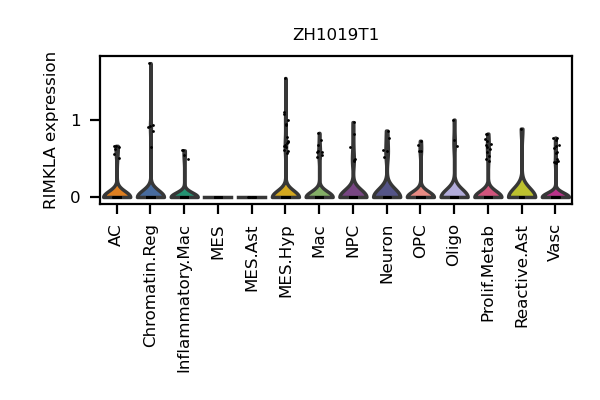 ZH1019T1
RIMKLA expression
1
0
AC
Chromatin.Reg
Inflammatory.Mac
MES
MES.Ast
MES.Hyp
Mac
NPC
Neuron
OPC
Oligo
Prolif.Metab
Reactive.Ast
Vasc